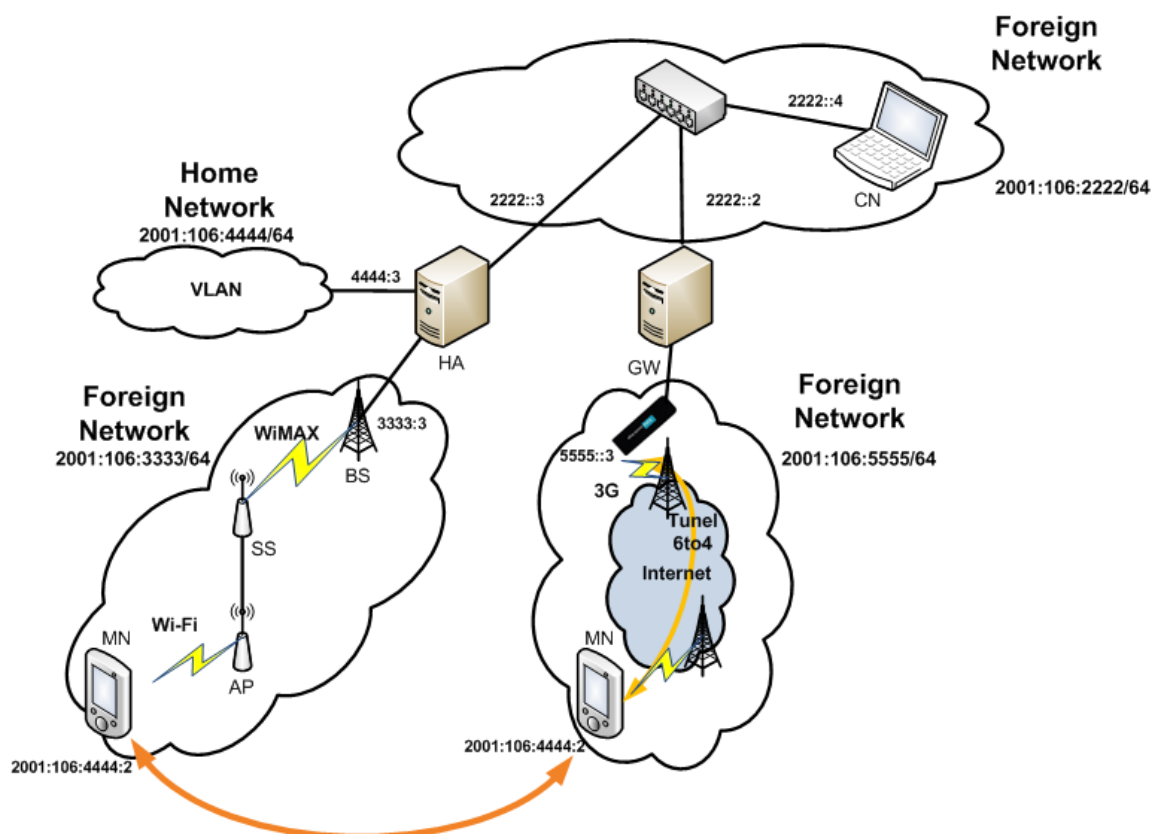 Foreign
Network
2222::4
CN
2001:106:2222/64
Home
Network
2001:106:4444/64
2222::3
2222::2
VLAN
4444:3
HA
GW
Foreign
Network
2001:106:3333/64
WiMAX
3333:3
BS
SS
Wi-Fi
MN
AP
2001:106:4444:2
Foreign
Network
2001:106:5555/64
5555::3
3G
Tunel
6to4
Internet
MN
2001:106:4444:2